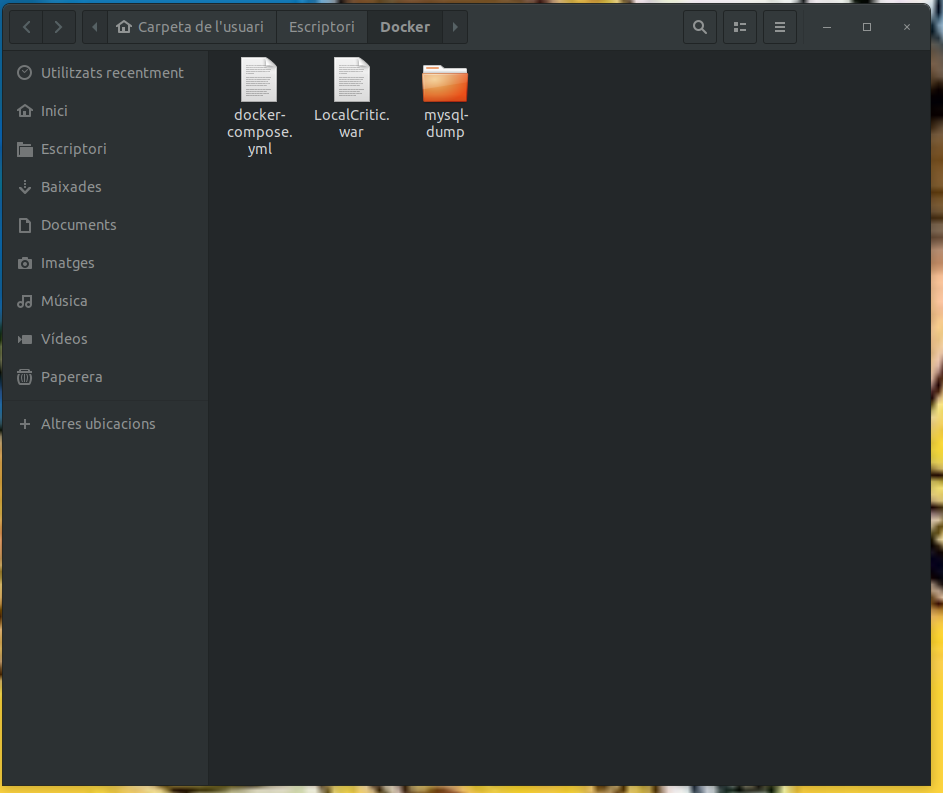 Carpeta de l'usuari
Escriptori
Docker
Utilitzats recentment
Inici
Escriptori
Baixades
Documents
Imatges
Música
Vídeos
Paperera
Altres ubicacions
docker-
compose.
yml
LocalCritic.
war
mysql-
dump